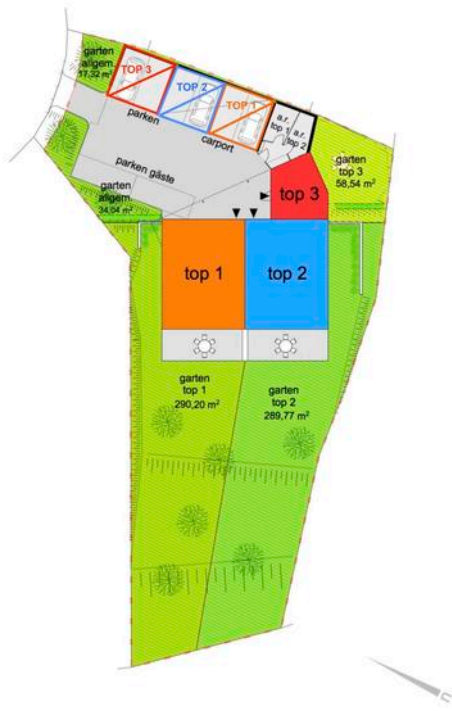 garten
allgem.
17,32 m²
TOP 3
TOP 2
TOP 1
parken
carport
a.r.
top 1
a.r.
top 2
parken gäste
garten
top 3
58,54 m²
garten
allgem.
34,04 m²
top 3
top 1
top 2
garten
top 1
290,20 m²
garten
top 2
289,77 m²
n